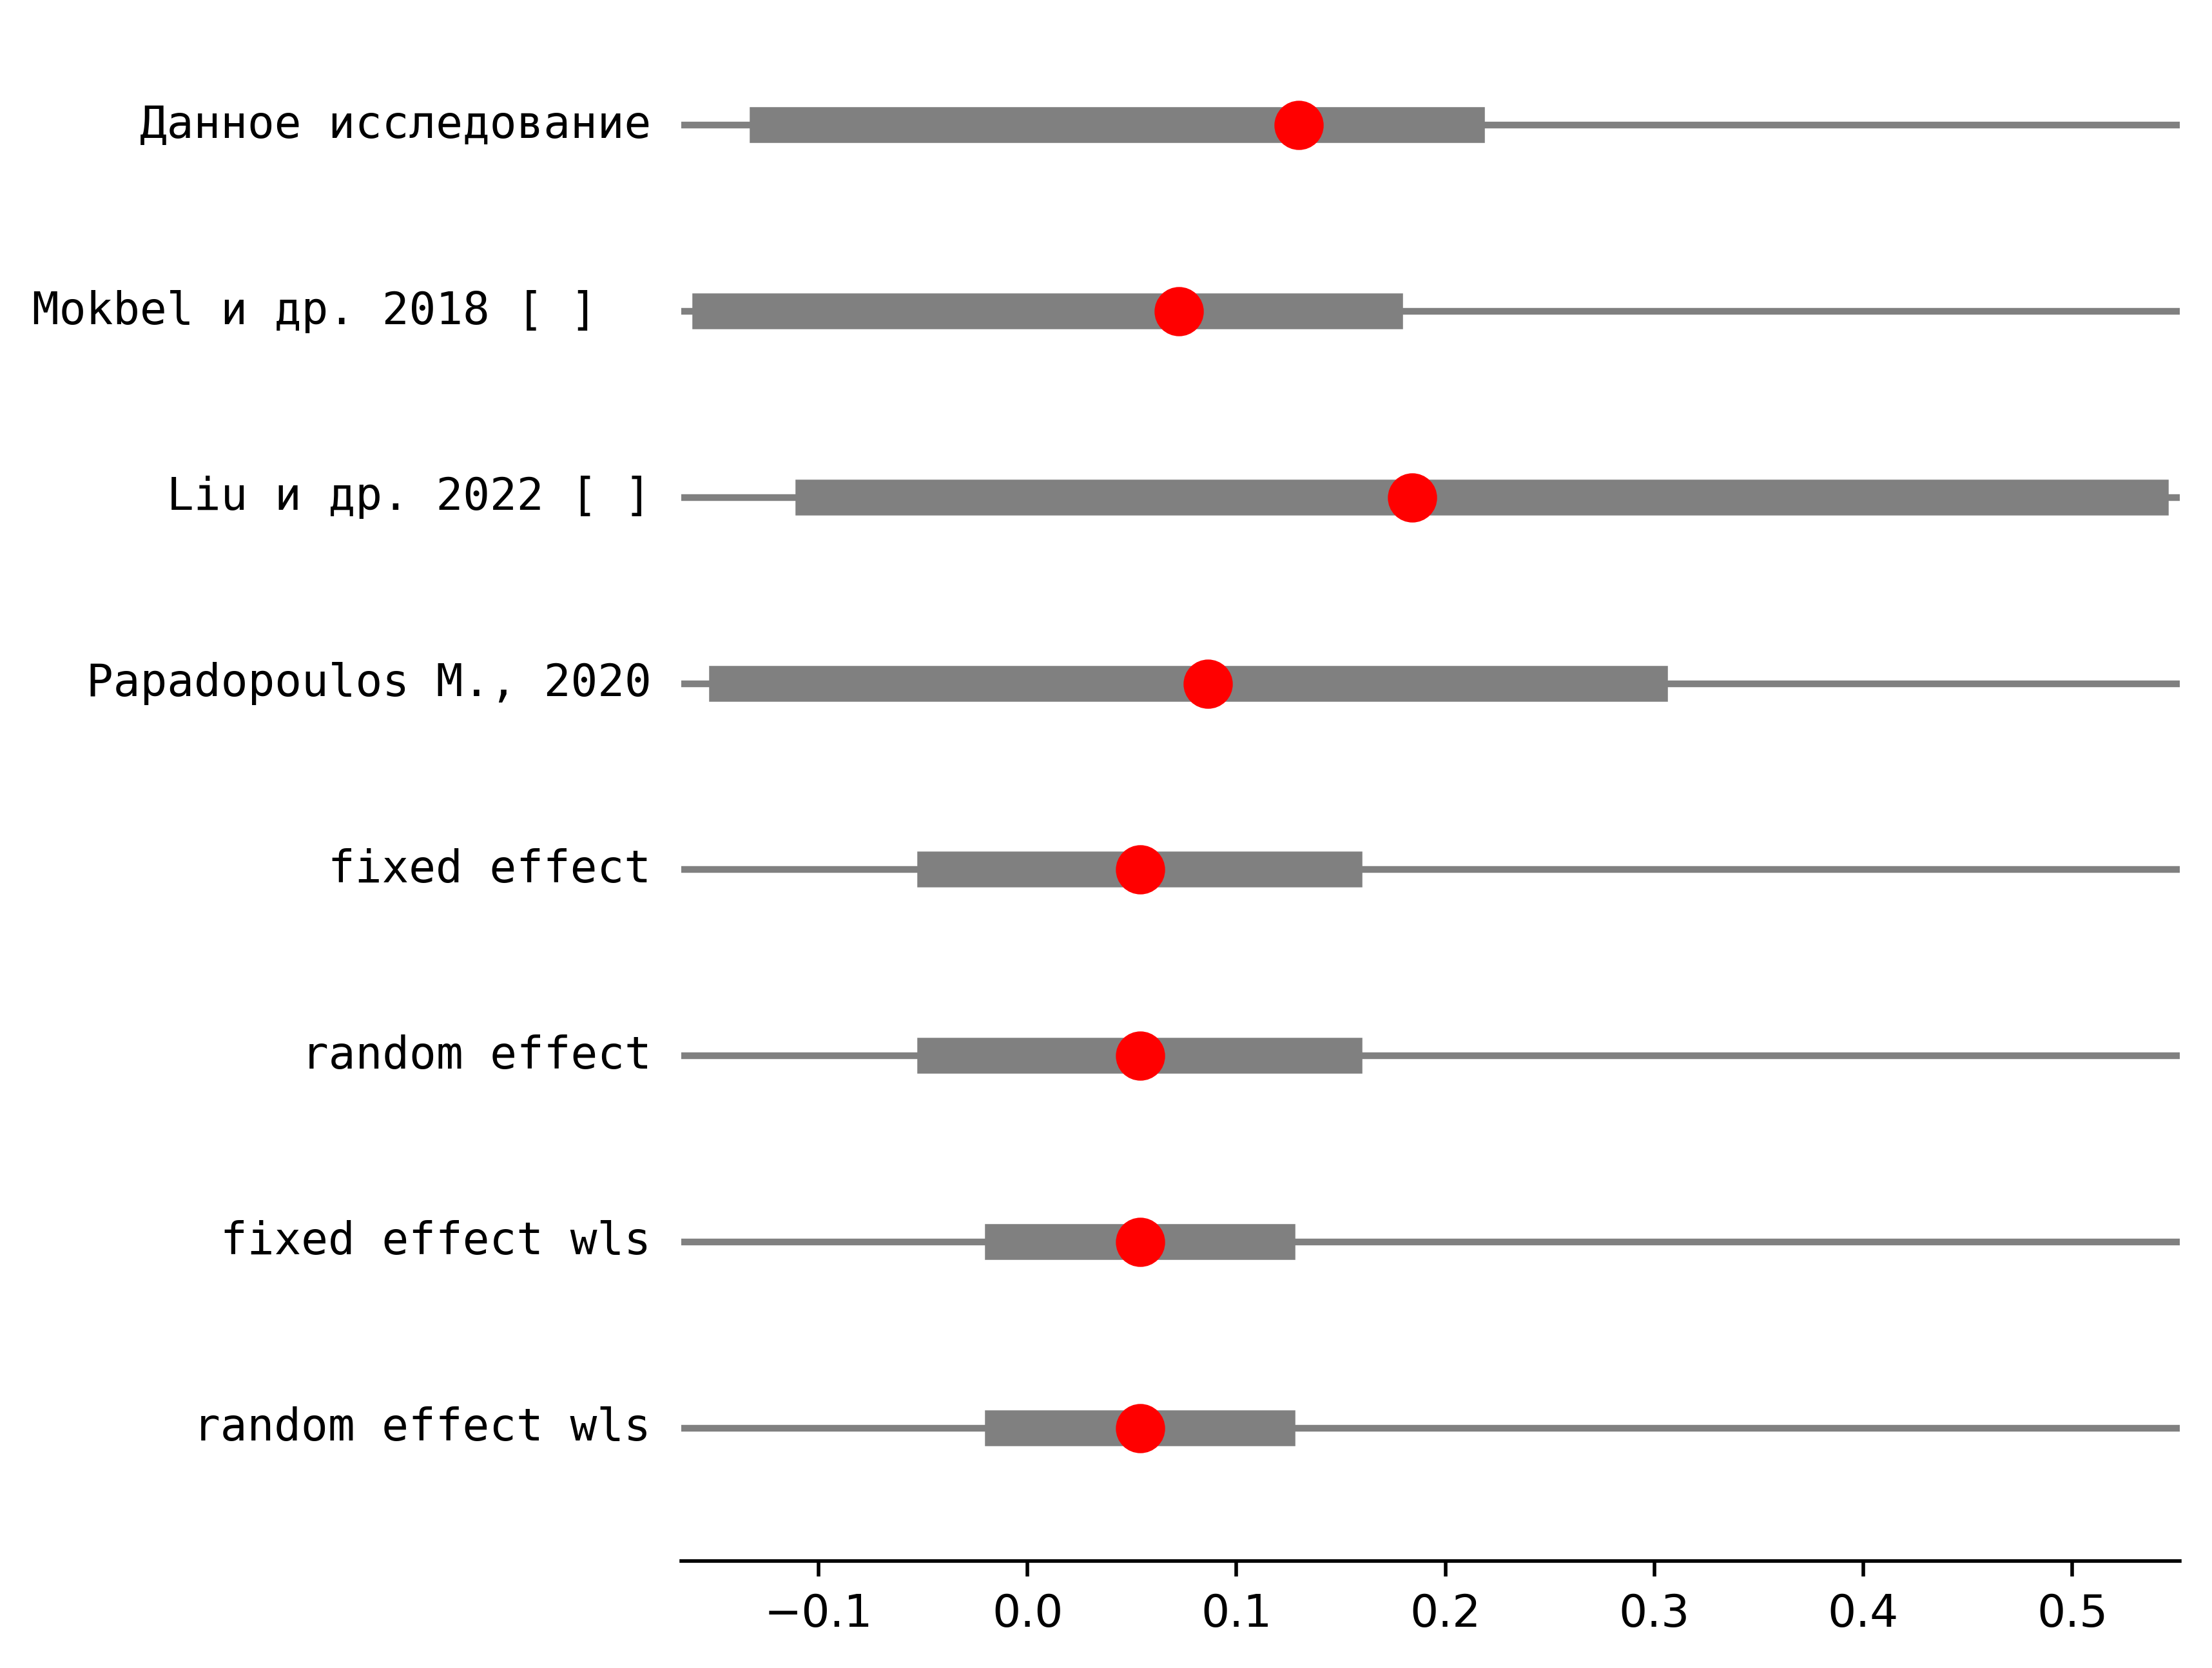 Данное исследование
Mokbel и др. 2018 [ ]
Liu и др. 2022 [ ]
Papadopoulos M., 2020
fixed effect
random effect
fixed effect wls
random effect wls
−0.1 0.0 0.1 0.2 0.3 0.4 0.5